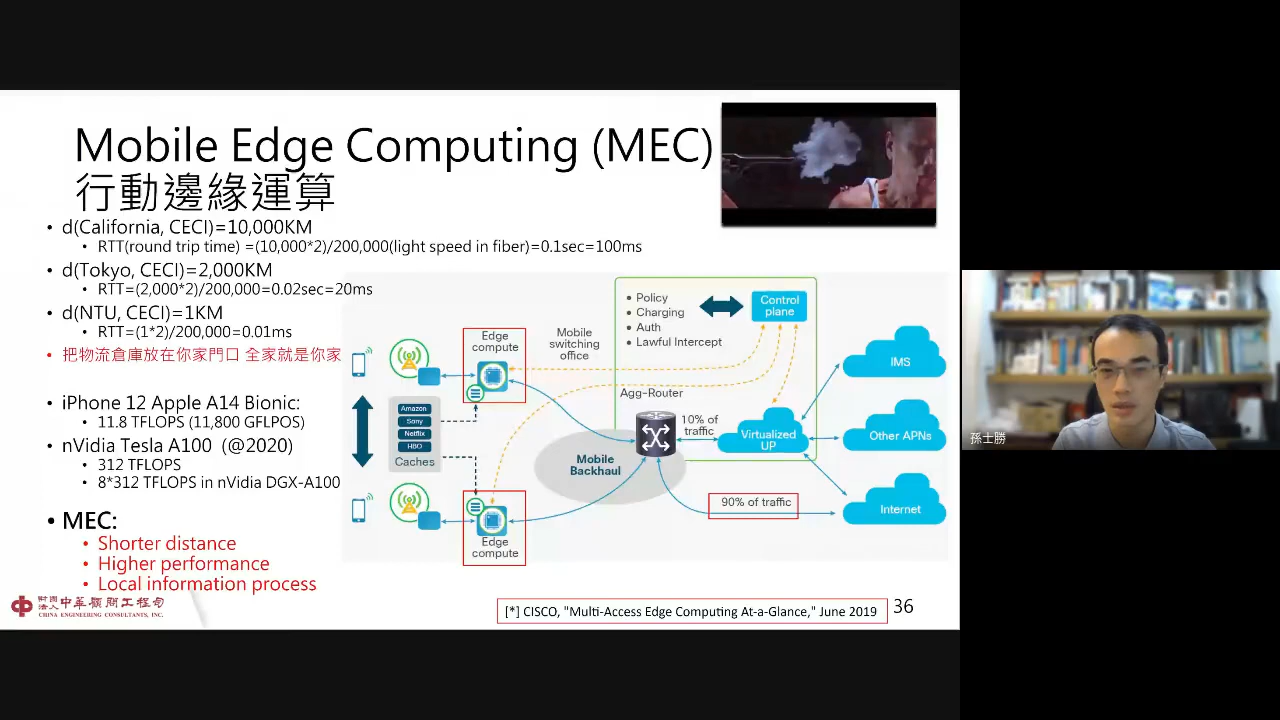 Mobile Edge Computing (MEC)
行動邊緣運算
• d(California, CECI)=10,000KM
• RTT(round trip time) =(10,000*2)/200,000(light speed in fiber)=0.1sec=100ms
• d(Tokyo, CECI)=2,000KM
• RTT=(2,000*2)/200,000=0.02sec=20ms
• d(NTU, CECI)=1KM
• RTT=(1*2)/200,000=0.01ms
• 把物流倉庫放在你家門口 全家就是你家
• iPhone 12 Apple A14 Bionic:
• 11.8 TFLOPS (11,800 GFLPOS)
• nVidia Tesla A100 (@2020)
• 312 TFLOPS
• 8*312 TFLOPS in nVidia DGX-A100
• MEC:
• Shorter distance
• Higher performance
• Local information process
Edge
compute
Mobile
switching
office
• Policy
• Charging
• Auth
• Lawful Intercept
Control
plane
Amazon
Sony
Netflix
HBO
Caches
Agg-Router
Mobile
Backhaul
10% of
traffic
Virtualized
UP
IMS
Other APNs
Internet
90% of traffic
Edge
compute
財團
法人
中華顧問工程司
CHINA ENGINEERING CONSULTANTS, INC.
[*] CISCO, "Multi-Access Edge Computing At-a-Glance," June 2019
36
孫士勝